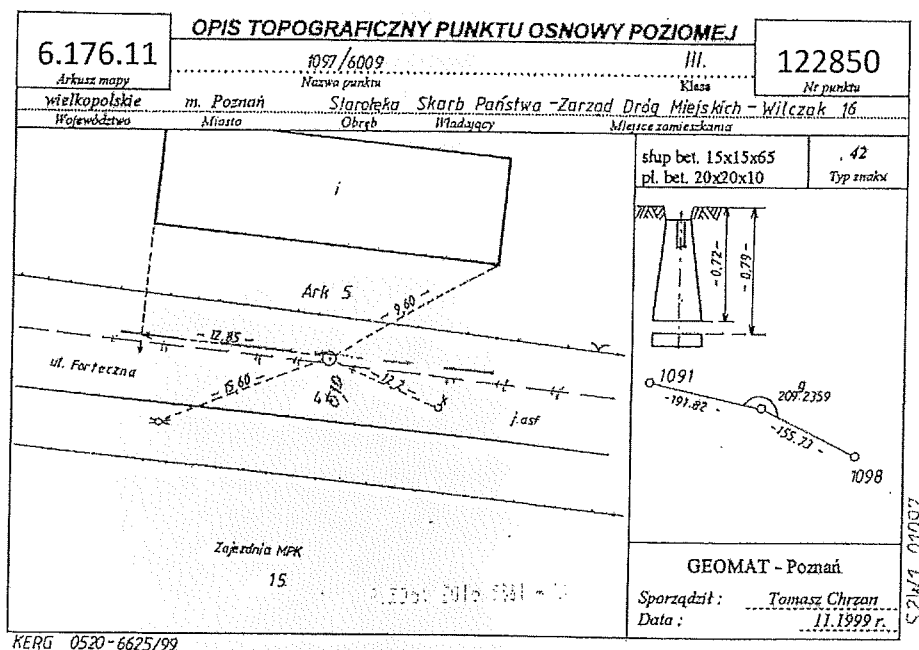 OPIS TOPOGRAFICZNY PUNKTU OSNOWY POZIOMEJ
6.176.11
Arkusz mapy
1097/6009
Nazwa punktu
III.
Klasa
122850
Nr punktu
wielkopolskie m. Poznań Starołęka Skarb Państwa - Zarząd Dróg Miejskich - Wilczak 16
Województwo Miasto Obręb Władający Miejsce zamieszkania
słup bet. 15x15x65
pł. bet. 20x20x10
42
Typ znaku
i
Ark 5
9,60
12,85
ul. Forteczna
15,60
12,2
j.asf
Zajezdnia MPK
15
-0,72-
-0,79-
1091
-191.82-
g
209.2359
-155.73-
1098
GEOMAT - Poznań
Sporządził : Tomasz Chrzan
Data : 11.1999 r.
KERG 0520-6625/99